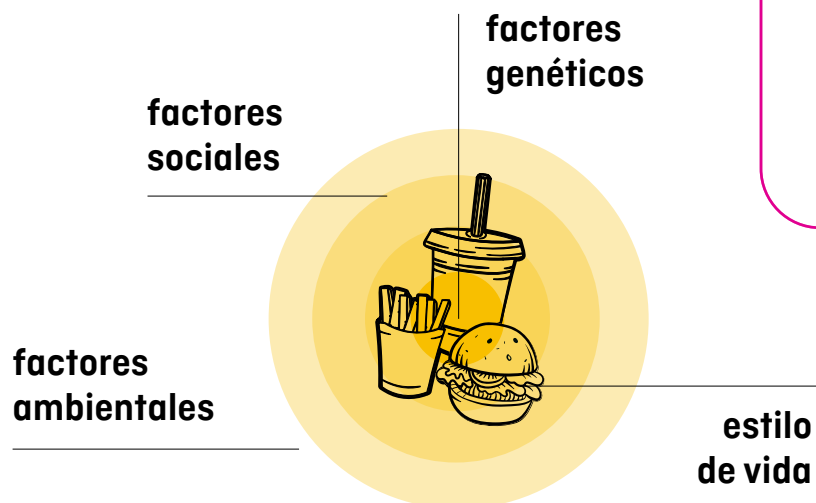 factores
genéticos
factores
sociales
factores
ambientales
estilo
de vida